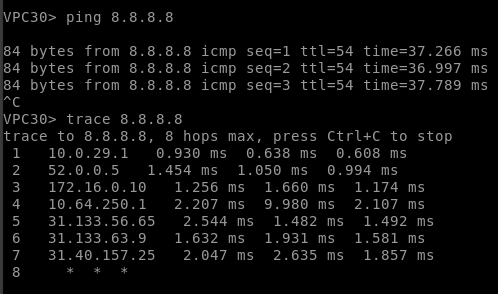 VPC30> ping 8.8.8.8
84 bytes from 8.8.8.8 icmp_seq=1 ttl=54 time=37.266 ms
84 bytes from 8.8.8.8 icmp_seq=2 ttl=54 time=36.997 ms
84 bytes from 8.8.8.8 icmp_seq=3 ttl=54 time=37.789 ms
^C
VPC30> trace 8.8.8.8
trace to 8.8.8.8, 8 hops max, press Ctrl+C to stop
1 10.0.29.1 0.930 ms 0.638 ms 0.608 ms
2 52.0.0.5 1.454 ms 1.050 ms 0.994 ms
3 172.16.0.10 1.256 ms 1.660 ms 1.174 ms
4 10.64.250.1 2.207 ms 9.980 ms 2.107 ms
5 31.133.56.65 2.544 ms 1.482 ms 1.492 ms
6 31.133.63.9 1.632 ms 1.931 ms 1.581 ms
7 31.40.157.25 2.047 ms 2.635 ms 1.857 ms
8 * * *